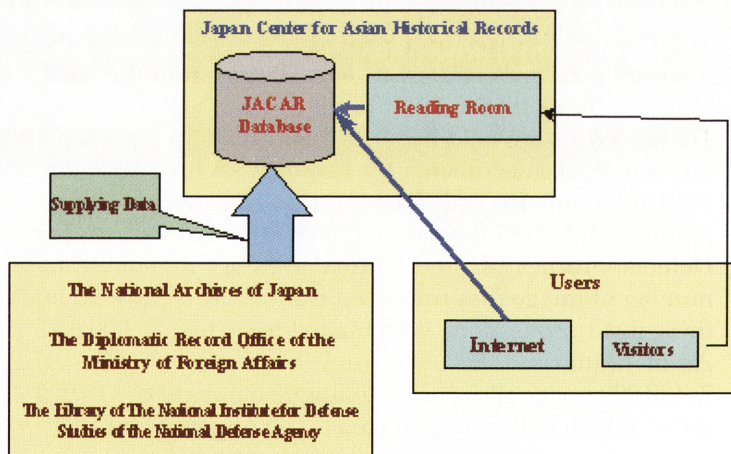 Japan Center for Asian Historical Records
JACAR
Database
Reading Room
Supplying Data
The National Archives of Japan
The Diplomatic Record Office of the
Ministry of Foreign Affairs
The Library of The National Institute for Defense
Studies of the National Defense Agency
Users
Internet
Visitors